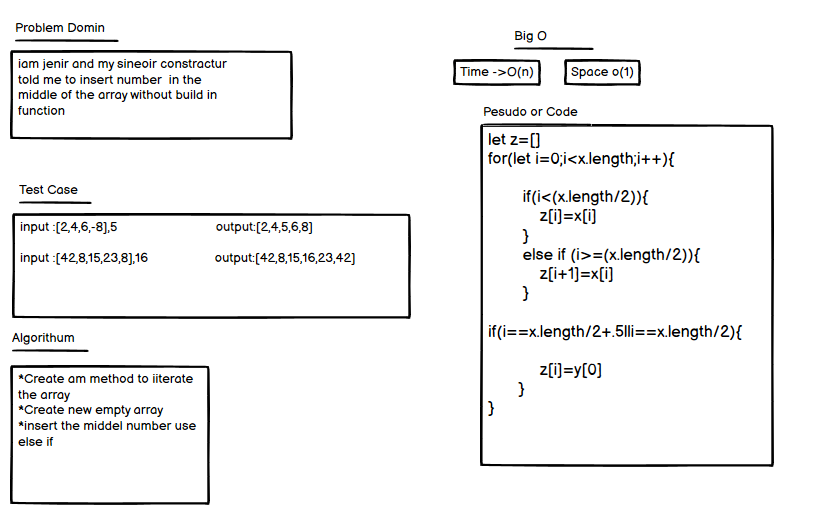 Problem Domin
iam jenir and my sineoir constractur
told me to insert number in the
middle of the array without build in
function
Test Case
input :[2,4,6,-8],5 output:[2,4,5,6,8]
input :[42,8,15,23,8],16 output:[42,8,15,16,23,42]
Algorithum
*Create am method to iiterate
the array
*Create new empty array
*insert the middel number use
else if
Big O
Time ->O(n) Space o(1)
Pesudo or Code
let z=[]
for(let i=0;i<x.length;i++){
if(i<(x.length/2)){
z[i]=x[i]
}
else if (i>=(x.length/2)){
z[i+1]=x[i]
}
if(i==x.length/2+.5lli==x.length/2){
z[i]=y[0]
}
}